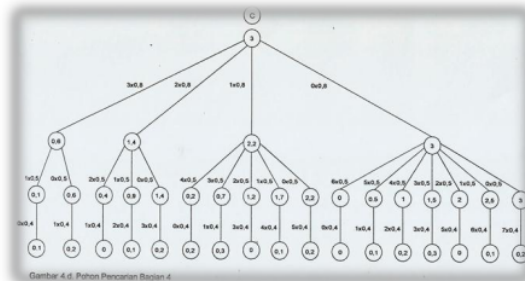 C
3
3x0,8 2x0,8 1x0,8 0x0,8
0,6 1,4 2,2 3
1x0,5 0x0,5 2x0,5 1x0,5 0x0,5 4x0,5 3x0,5 2x0,5 1x0,5 0x0,5 6x0,5 5x0,5 4x0,5 3x0,5 2x0,5 1x0,5 0x0,5
0,1 0,6 0,4 0,9 1,4 0,2 0,7 1,2 1,7 2,2 0 0,5 1 1,5 2 2,5 3
0x0,4 1x0,4 1x0,4 2x0,4 3x0,4 0x0,4 1x0,4 3x0,4 4x0,4 5x0,4 0x0,4 1x0,4 2x0,4 3x0,4 5x0,4 6x0,4 7x0,4
0,1 0,2 0 0,1 0,2 0,2 0,3 0 0,1 0,2 0 0,1 0,2 0,3 0 0,1 0,2
Gambar 4.d. Pohon Pencarian Bagian 4